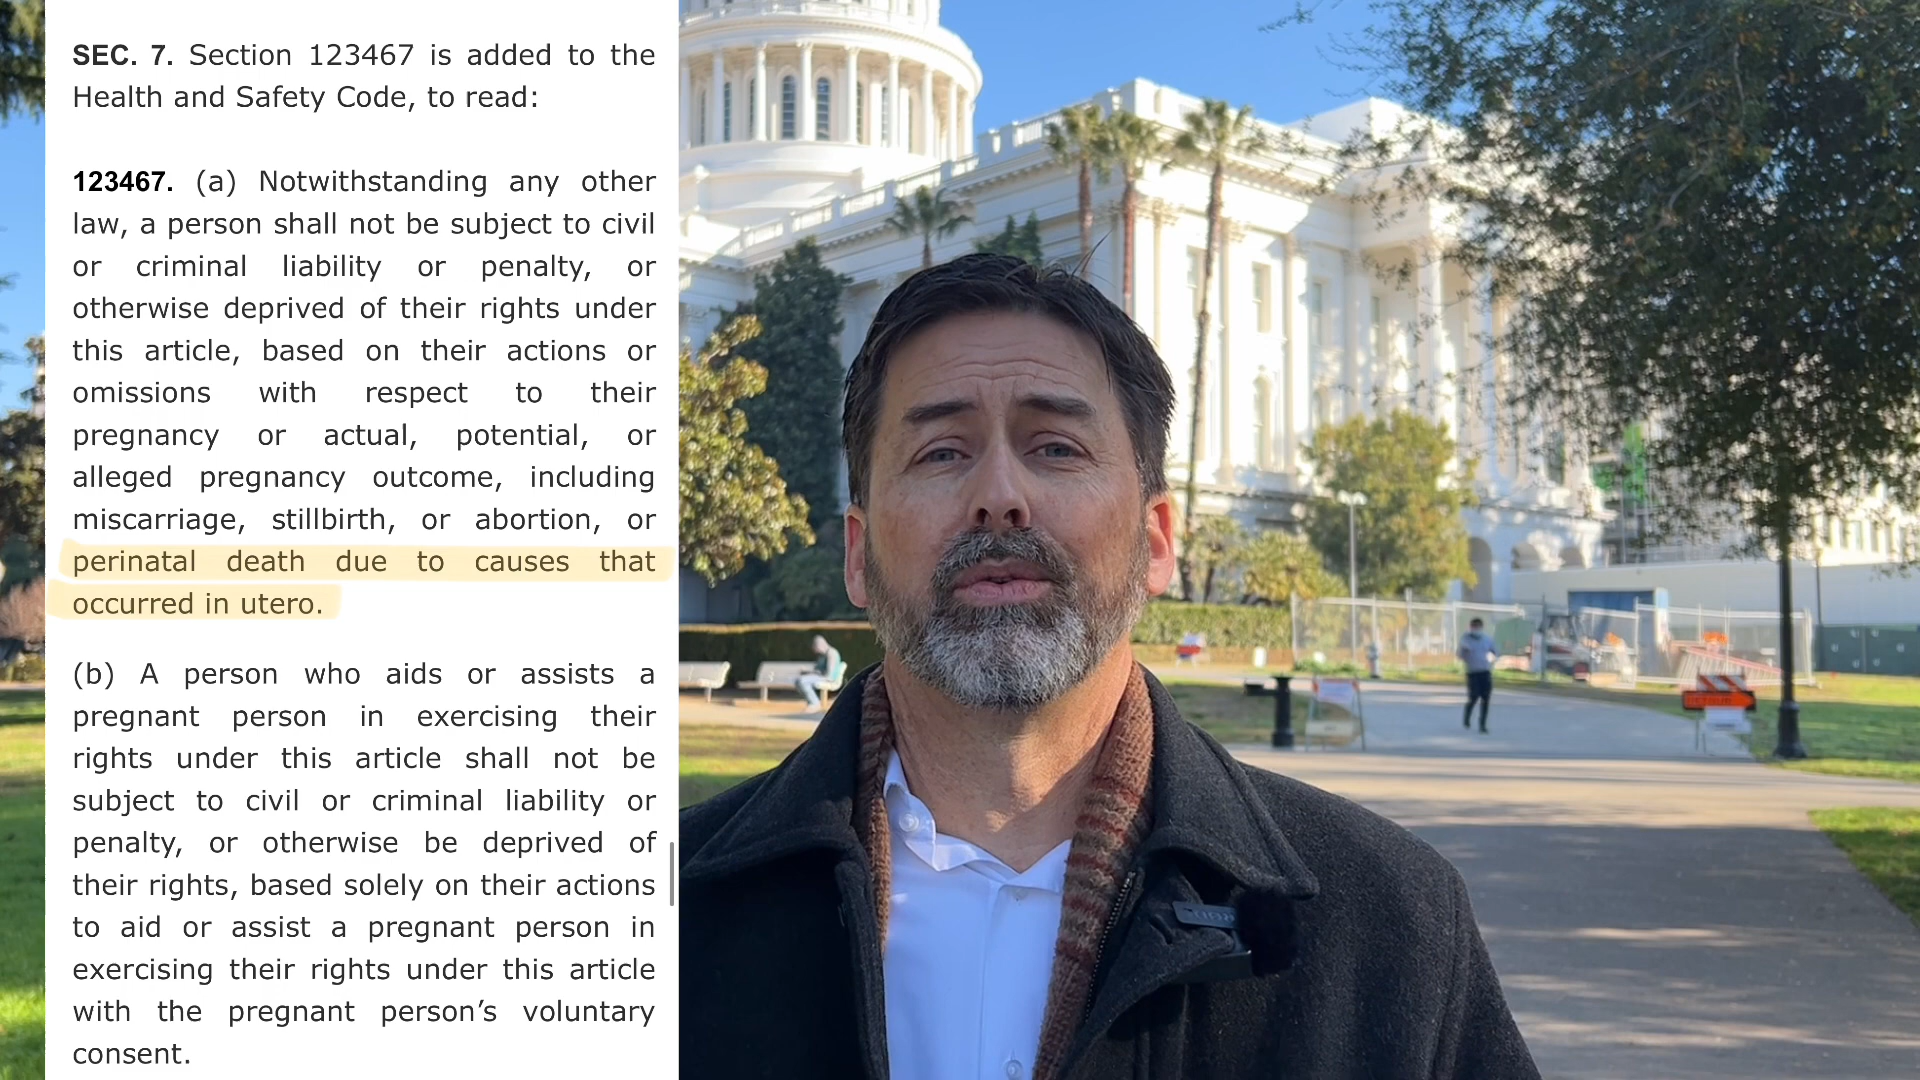 SEC. 7. Section 123467 is added to the
Health and Safety Code, to read:
123467. (a) Notwithstanding any other
law, a person shall not be subject to civil
or criminal liability or penalty, or
otherwise deprived of their rights under
this article, based on their actions or
omissions with respect to their
pregnancy or actual, potential, or
alleged pregnancy outcome, including
miscarriage, stillbirth, or abortion, or
perinatal death due to causes that
occurred in utero.
(b) A person who aids or assists a
pregnant person in exercising their
rights under this article shall not be
subject to civil or criminal liability or
penalty, or otherwise be deprived of
their rights, based solely on their actions
to aid or assist a pregnant person in
exercising their rights under this article
with the pregnant person’s voluntary
consent.